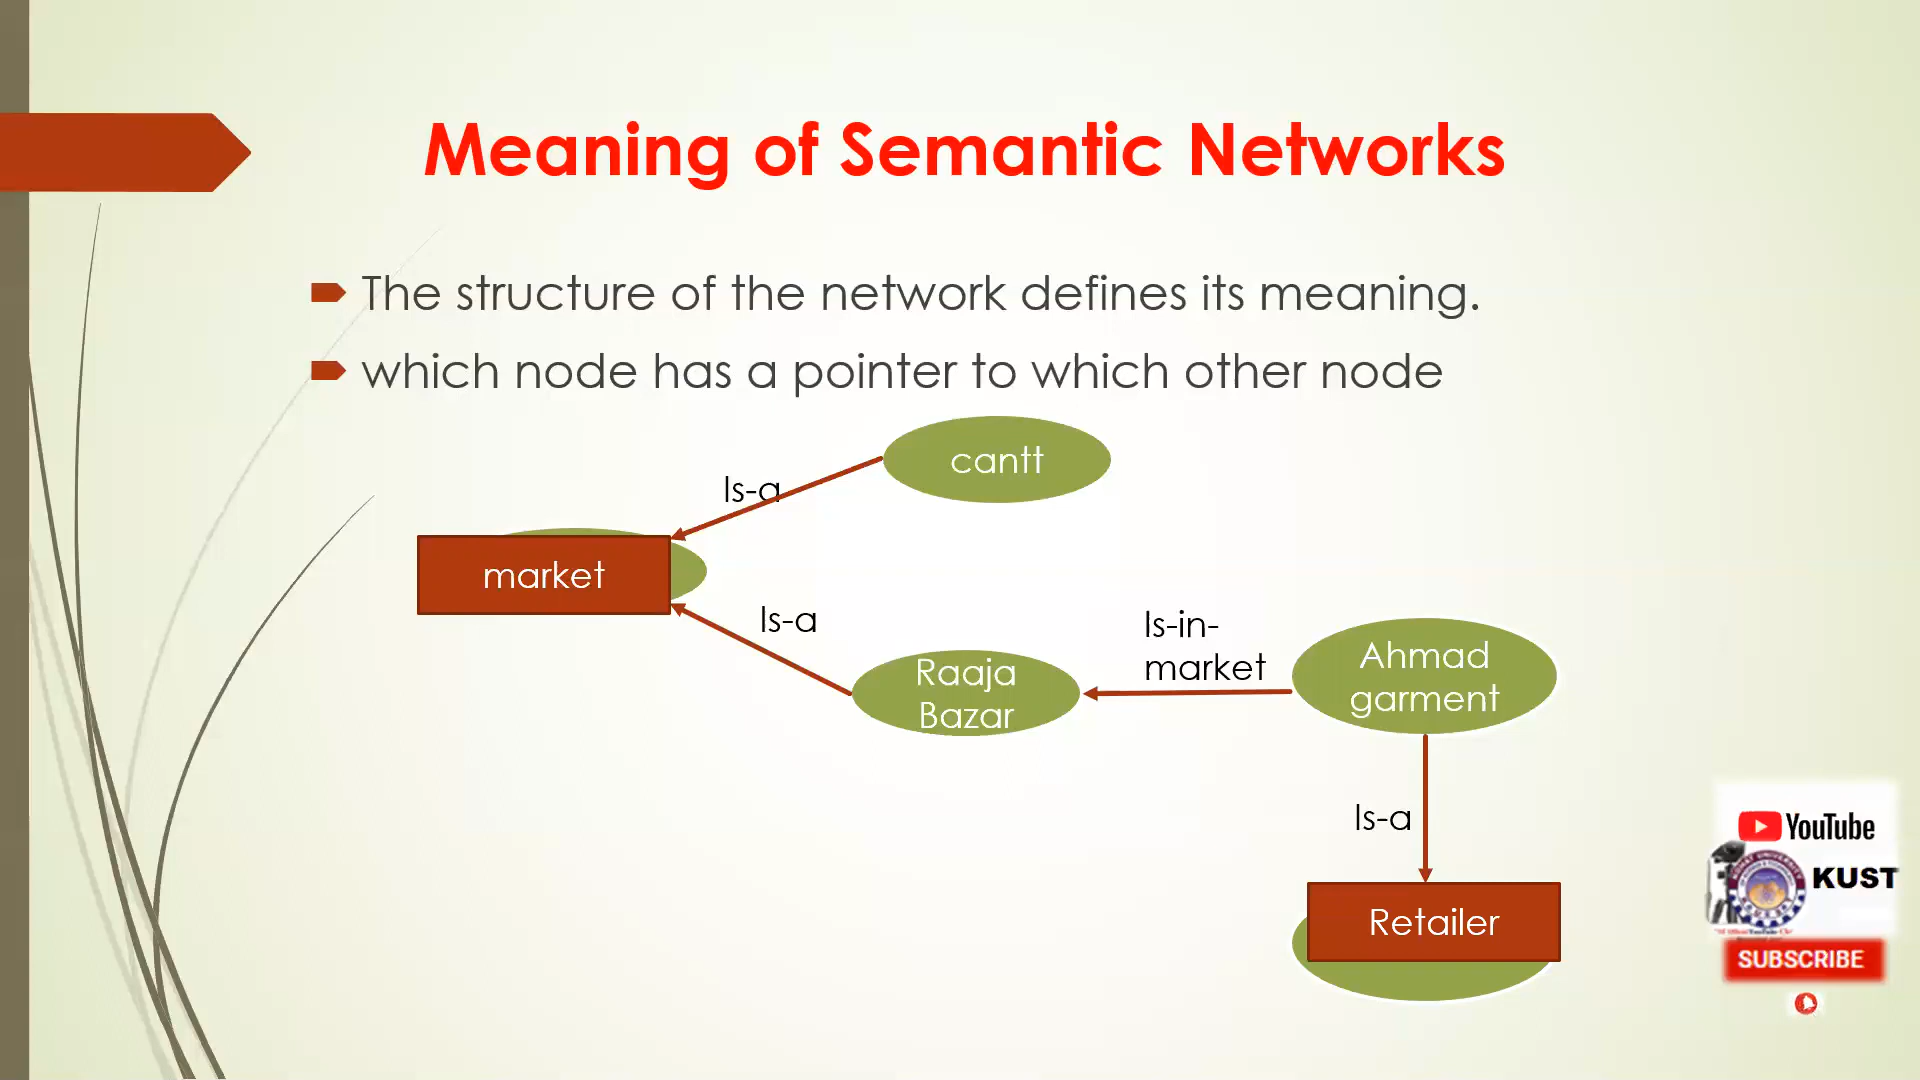 Meaning of Semantic Networks
The structure of the network defines its meaning.
which node has a pointer to which other node
cantt
Is-a
market
Is-a
Is-in-
market
Raaja
Bazar
Ahmad
garment
Is-a
Retailer
YouTube
KUST
SUBSCRIBE